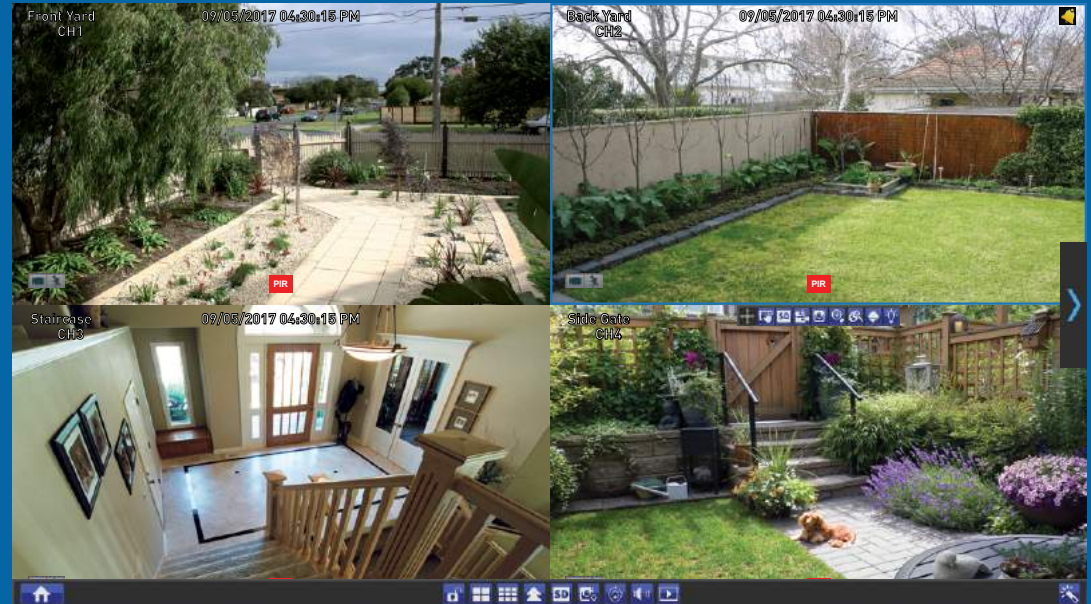 Front Yard
CH1
09/05/2017 04:30:15 PM
PIR
Back Yard
CH2
09/05/2017 04:30:15 PM
PIR
Staircase
CH3
09/05/2017 04:30:15 PM
Side Gate
CH4
SD
SD